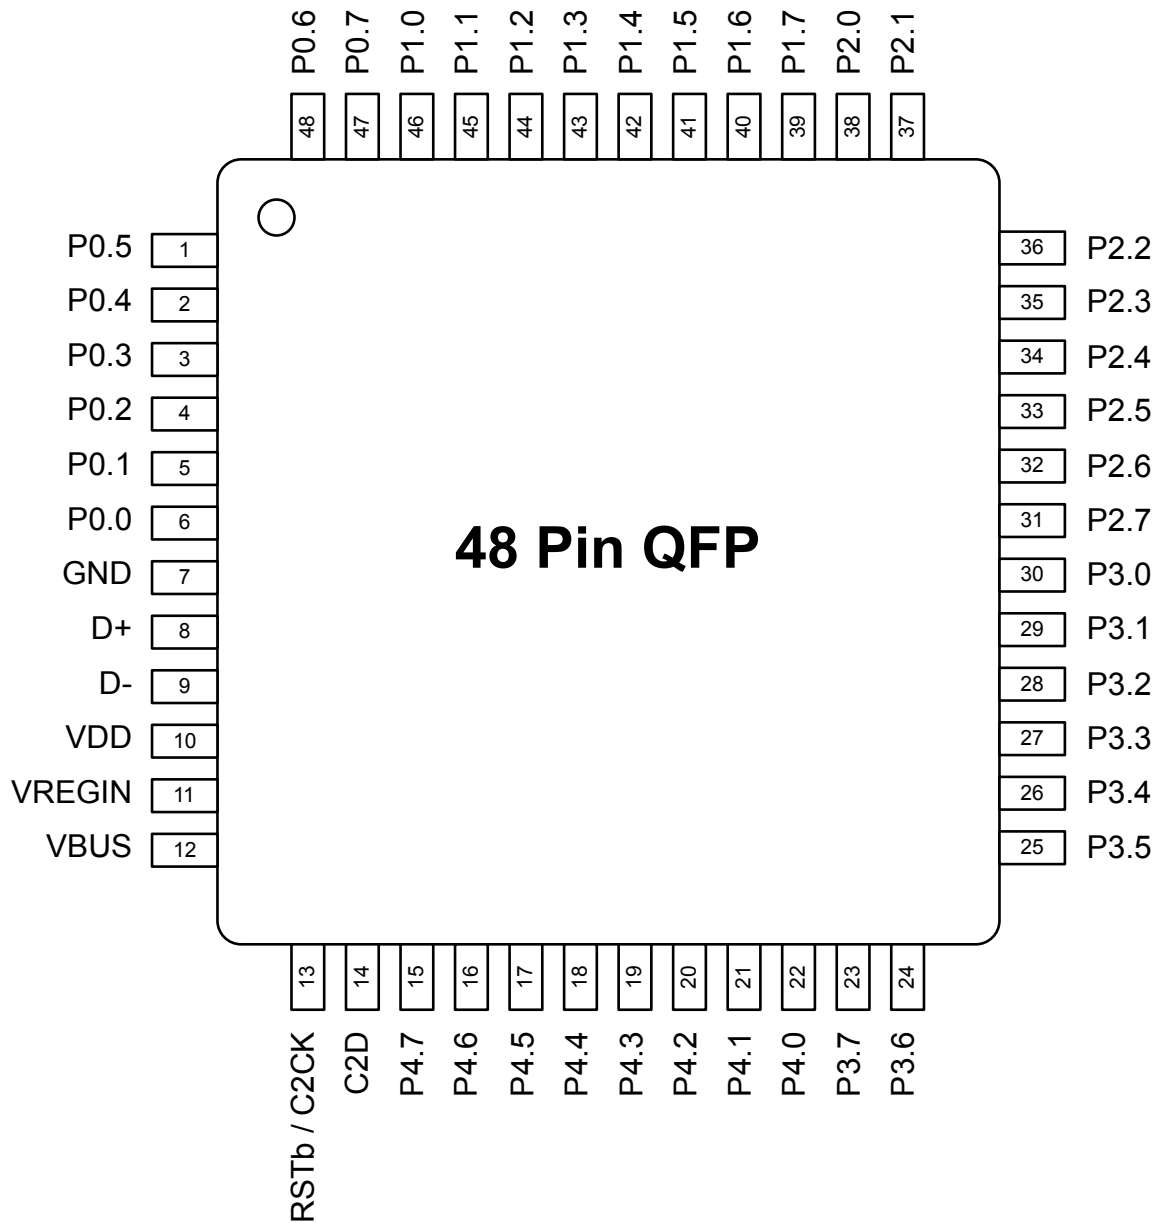 P0.6 P0.7 P1.0 P1.1 P1.2 P1.3 P1.4 P1.5 P1.6 P1.7 P2.0 P2.1
48 47 46 45 44 43 42 41 40 39 38 37
P0.5 1 36 P2.2
P0.4 2 35 P2.3
P0.3 3 34 P2.4
P0.2 4 33 P2.5
P0.1 5 32 P2.6
P0.0 6 31 P2.7
48 Pin QFP
GND 7 30 P3.0
D+ 8 29 P3.1
D- 9 28 P3.2
VDD 10 27 P3.3
VREGIN 11 26 P3.4
VBUS 12 25 P3.5
13 14 15 16 17 18 19 20 21 22 23 24
RSTb / C2CK C2D P4.7 P4.6 P4.5 P4.4 P4.3 P4.2 P4.1 P4.0 P3.7 P3.6